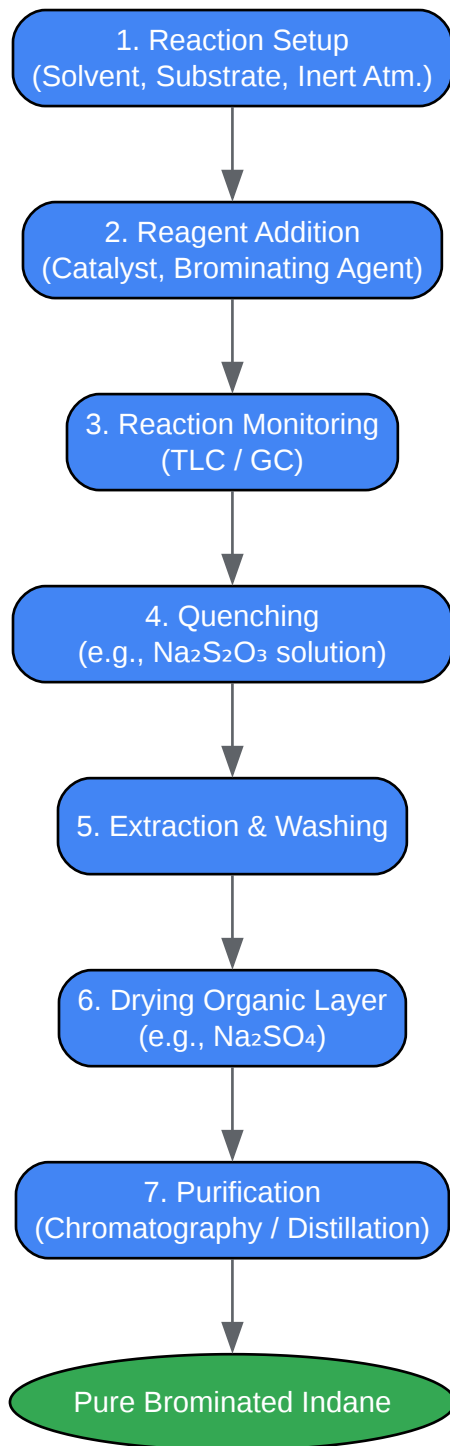 1. Reaction Setup
(Solvent, Substrate, Inert Atm.)
2. Reagent Addition
(Catalyst, Brominating Agent)
3. Reaction Monitoring
(TLC / GC)
4. Quenching
(e.g., Na₂S₂O₃ solution)
5. Extraction & Washing
6. Drying Organic Layer
(e.g., Na₂SO₄)
7. Purification
(Chromatography / Distillation)
Pure Brominated Indane